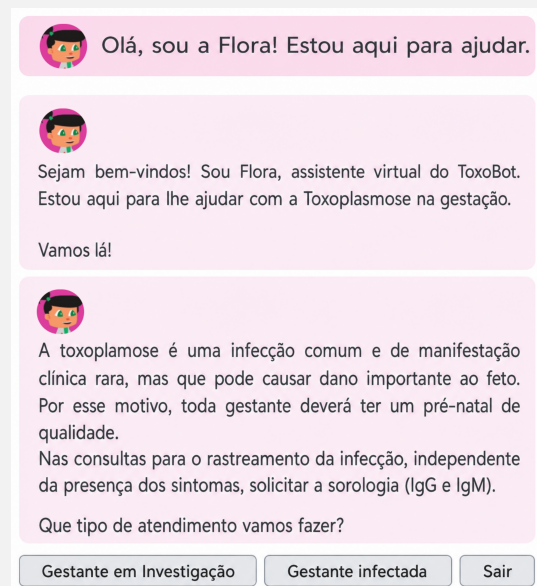 Olá, sou a Flora! Estou aqui para ajudar.
Sejam bem-vindos! Sou Flora, assistente virtual do ToxoBot.
Estou aqui para lhe ajudar com a Toxoplasmose na gestação.
Vamos lá!
A toxoplamose é uma infecção comum e de manifestação
clínica rara, mas que pode causar dano importante ao feto.
Por esse motivo, toda gestante deverá ter um pré-natal de
qualidade.
Nas consultas para o rastreamento da infecção, independente
da presença dos sintomas, solicitar a sorologia (IgG e IgM).
Que tipo de atendimento vamos fazer?
Gestante em Investigação
Gestante infectada
Sair